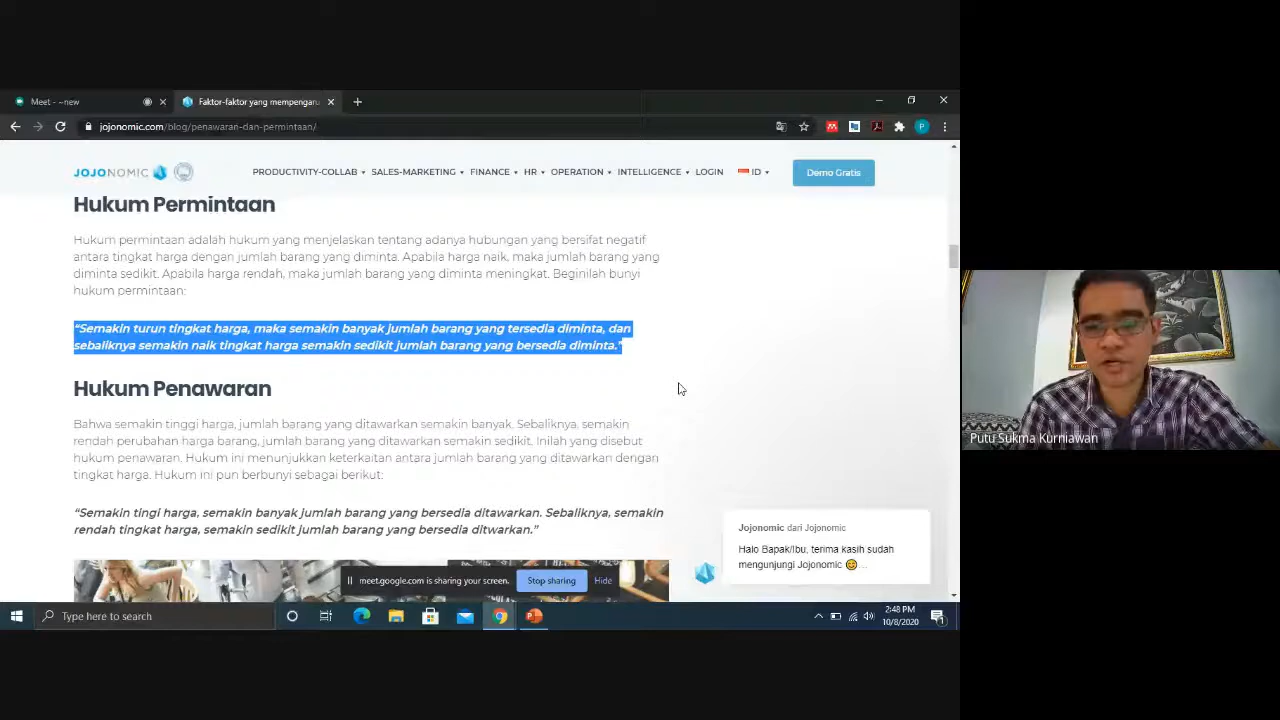 Meet - ~new
Faktor-faktor yang mempengaru
jojonomic.com/blog/penawaran-dan-permintaan/
P
JOJONOMIC
PRODUCTIVITY-COLLAB SALES-MARKETING FINANCE HR OPERATION INTELLIGENCE LOGIN ID
Demo Gratis
Hukum Permintaan
Hukum permintaan adalah hukum yang menjelaskan tentang adanya hubungan yang bersifat negatif
antara tingkat harga dengan jumlah barang yang diminta. Apabila harga naik, maka jumlah barang yang
diminta sedikit. Apabila harga rendah, maka jumlah barang yang diminta meningkat. Beginilah bunyi
hukum permintaan:
“Semakin turun tingkat harga, maka semakin banyak jumlah barang yang tersedia diminta, dan
sebaliknya semakin naik tingkat harga semakin sedikit jumlah barang yang bersedia diminta.”
Hukum Penawaran
Bahwa semakin tinggi harga, jumlah barang yang ditawarkan semakin banyak. Sebaliknya, semakin
rendah perubahan harga barang, jumlah barang yang ditawarkan semakin sedikit. Inilah yang disebut
hukum penawaran. Hukum ini menunjukkan keterkaitan antara jumlah barang yang ditawarkan dengan
tingkat harga. Hukum ini pun berbunyi sebagai berikut:
“Semakin tingi harga, semakin banyak jumlah barang yang bersedia ditawarkan. Sebaliknya, semakin
rendah tingkat harga, semakin sedikit jumlah barang yang bersedia ditwarkan.”
Jojonomic dari Jojonomic
Halo Bapak/Ibu, terima kasih sudah
mengunjungi Jojonomic 😊...
meet.google.com is sharing your screen.
Stop sharing
Hide
Type here to search
2:48 PM
10/8/2020
1
Putu Sukma Kurniawan